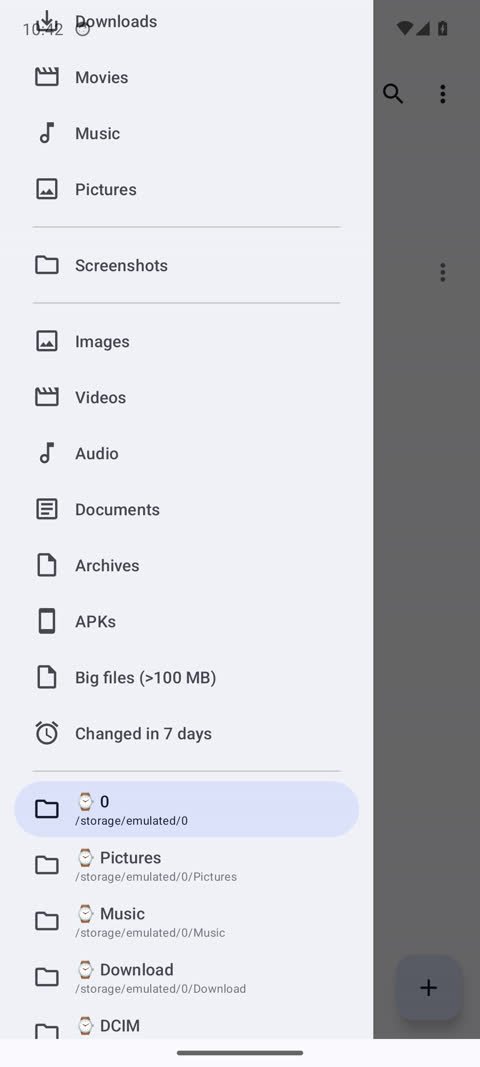 10:42
Downloads
Movies
Music
Pictures
Screenshots
Images
Videos
Audio
Documents
Archives
APKs
Big files (>100 MB)
Changed in 7 days
⌚ 0
/storage/emulated/0
⌚ Pictures
/storage/emulated/0/Pictures
⌚ Music
/storage/emulated/0/Music
⌚ Download
/storage/emulated/0/Download
⌚ DCIM